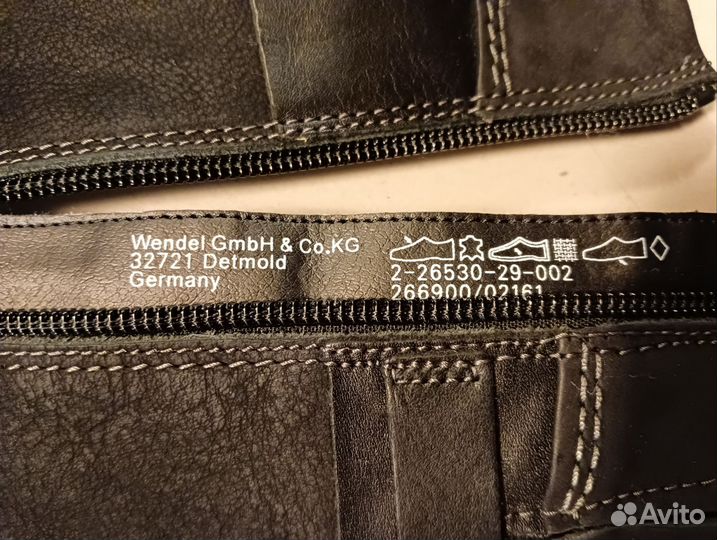 Wendel GmbH & Co.KG
32721 Detmold
Germany
2-26530-29-002
266900/02161
Avito